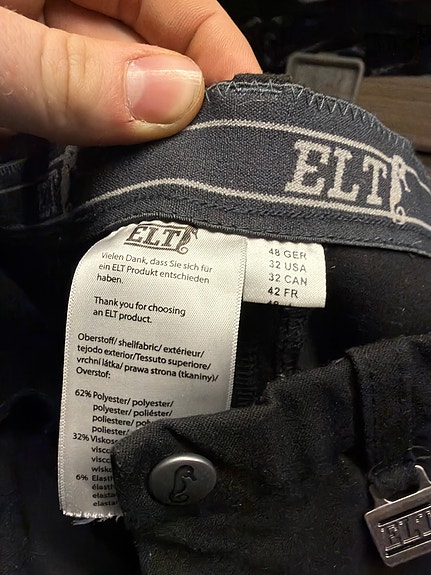 ELT
ELT
Vielen Dank, dass Sie sich für
ein ELT Produkt entschieden
haben.
Thank you for choosing
an ELT product.
Oberstoff/ shellfabric/ extérieur/
tejodo exterior/Tessuto superiore/
vrchní látka/ prawa strona (tkaniny)/
Overstof:
62% Polyester/ polyester/
polyester/ poliéster/
poliestere/
polyester/
32%
6%
48 GER
32 USA
32 CAN
42 FR
ELT